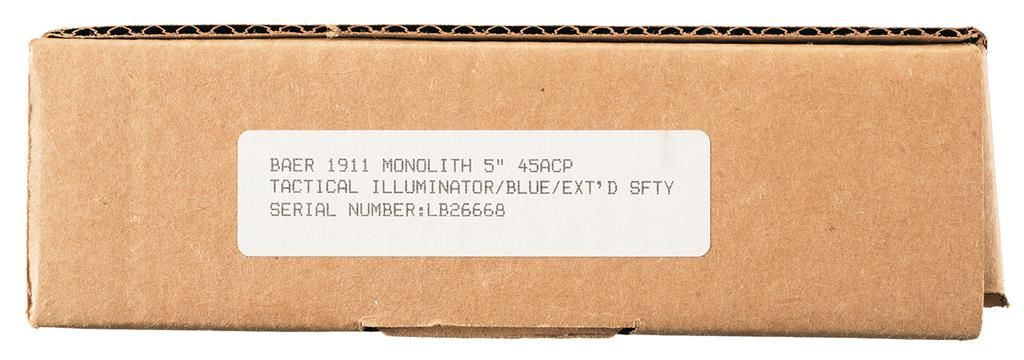 BAER 1911 MONOLITH 5" 45ACP
TACTICAL ILLUMINATOR/BLUE/EXT'D SFTY
SERIAL NUMBER:LB26668